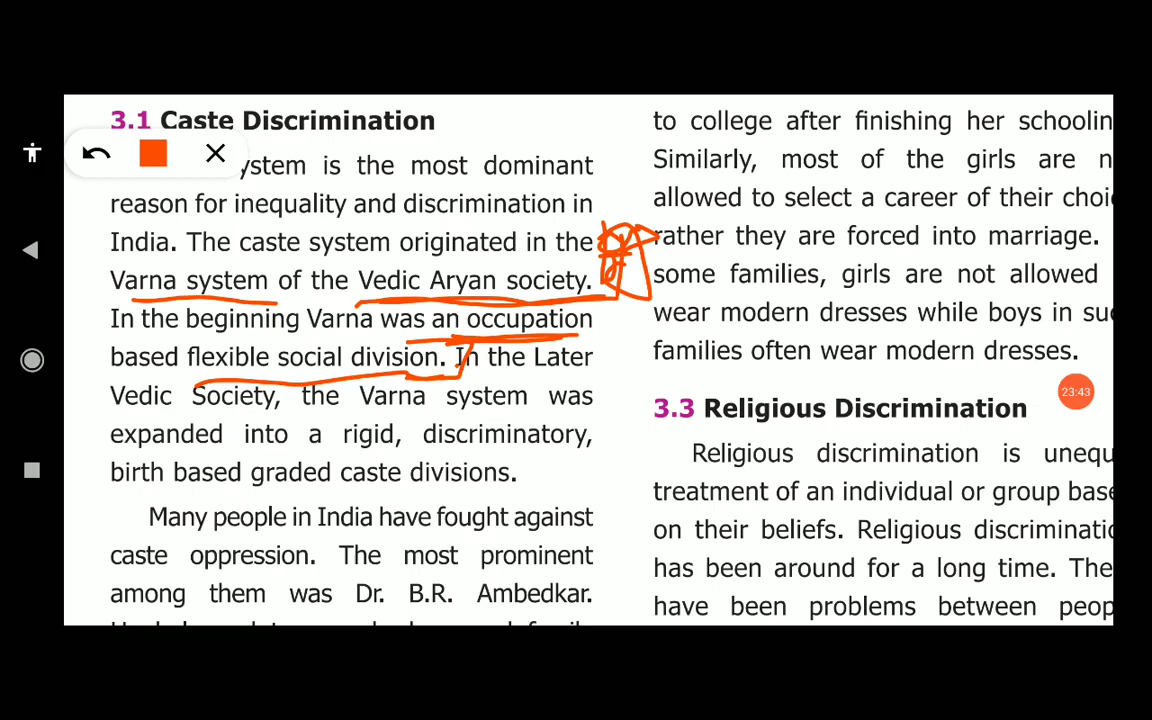 3.1 Caste Discrimination
system is the most dominant
reason for inequality and discrimination in
India. The caste system originated in the
Varna system of the Vedic Aryan society.
In the beginning Varna was an occupation
based flexible social division. In the Later
Vedic Society, the Varna system was
expanded into a rigid, discriminatory,
birth based graded caste divisions.
Many people in India have fought against
caste oppression. The most prominent
among them was Dr. B.R. Ambedkar.
to college after finishing her schoolin
Similarly, most of the girls are n
allowed to select a career of their choi
rather they are forced into marriage.
some families, girls are not allowed
wear modern dresses while boys in suc
families often wear modern dresses.
23:43
3.3 Religious Discrimination
Religious discrimination is unequ
treatment of an individual or group base
on their beliefs. Religious discriminatio
has been around for a long time. The
have been problems between peop